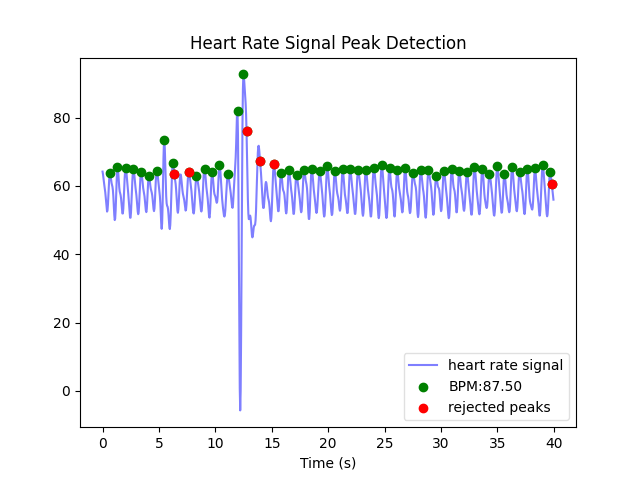 Heart Rate Signal Peak Detection
80
60
40
20
0
heart rate signal
BPM:87.50
rejected peaks
0 5 10 15 20 25 30 35 40
Time (s)